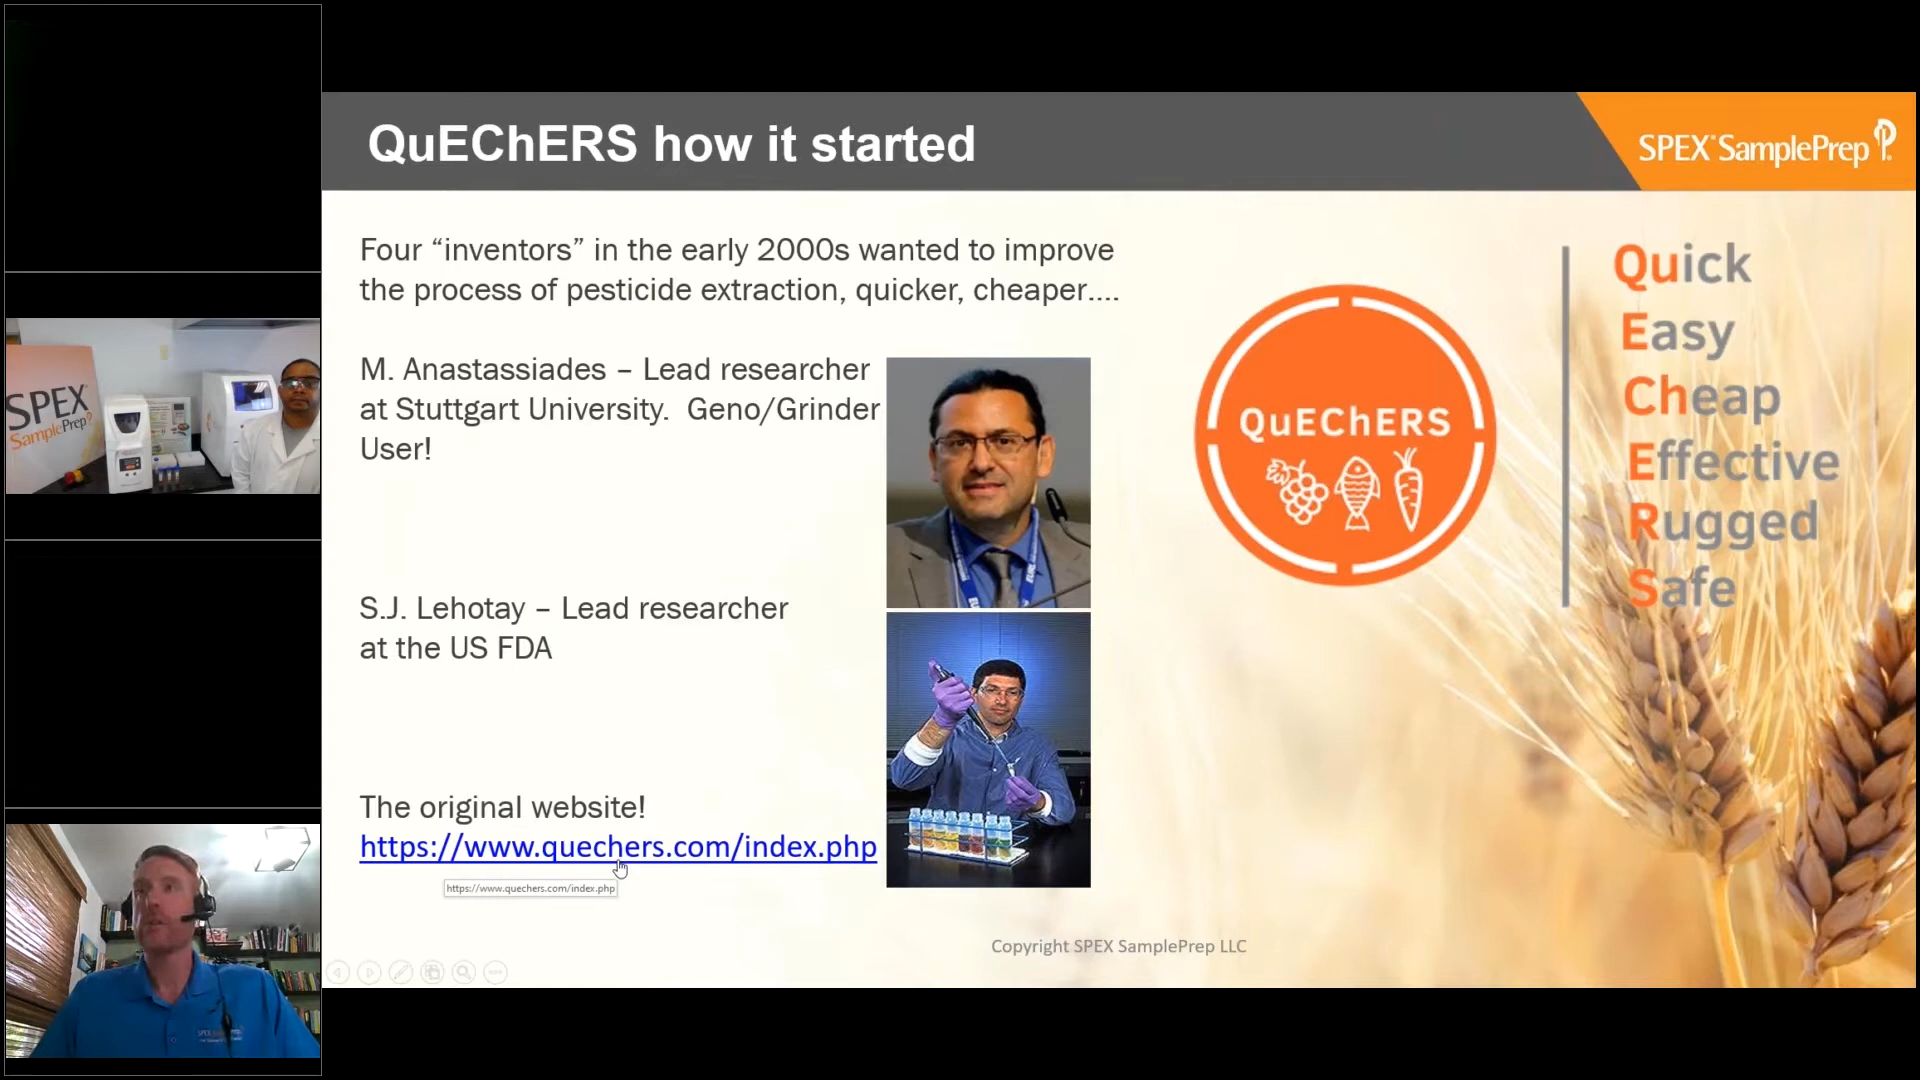 QuEChERS how it started
SPEX® SamplePrep
Four “inventors” in the early 2000s wanted to improve
the process of pesticide extraction, quicker, cheaper....
M. Anastassiades – Lead researcher
at Stuttgart University. Geno/Grinder
User!
S.J. Lehotay – Lead researcher
at the US FDA
The original website!
https://www.quechers.com/index.php
https://www.quechers.com/index.php
QuEChERS
Quick
Easy
Cheap
Effective
Rugged
Safe
Copyright SPEX SamplePrep LLC
SPEX
SamplePrep